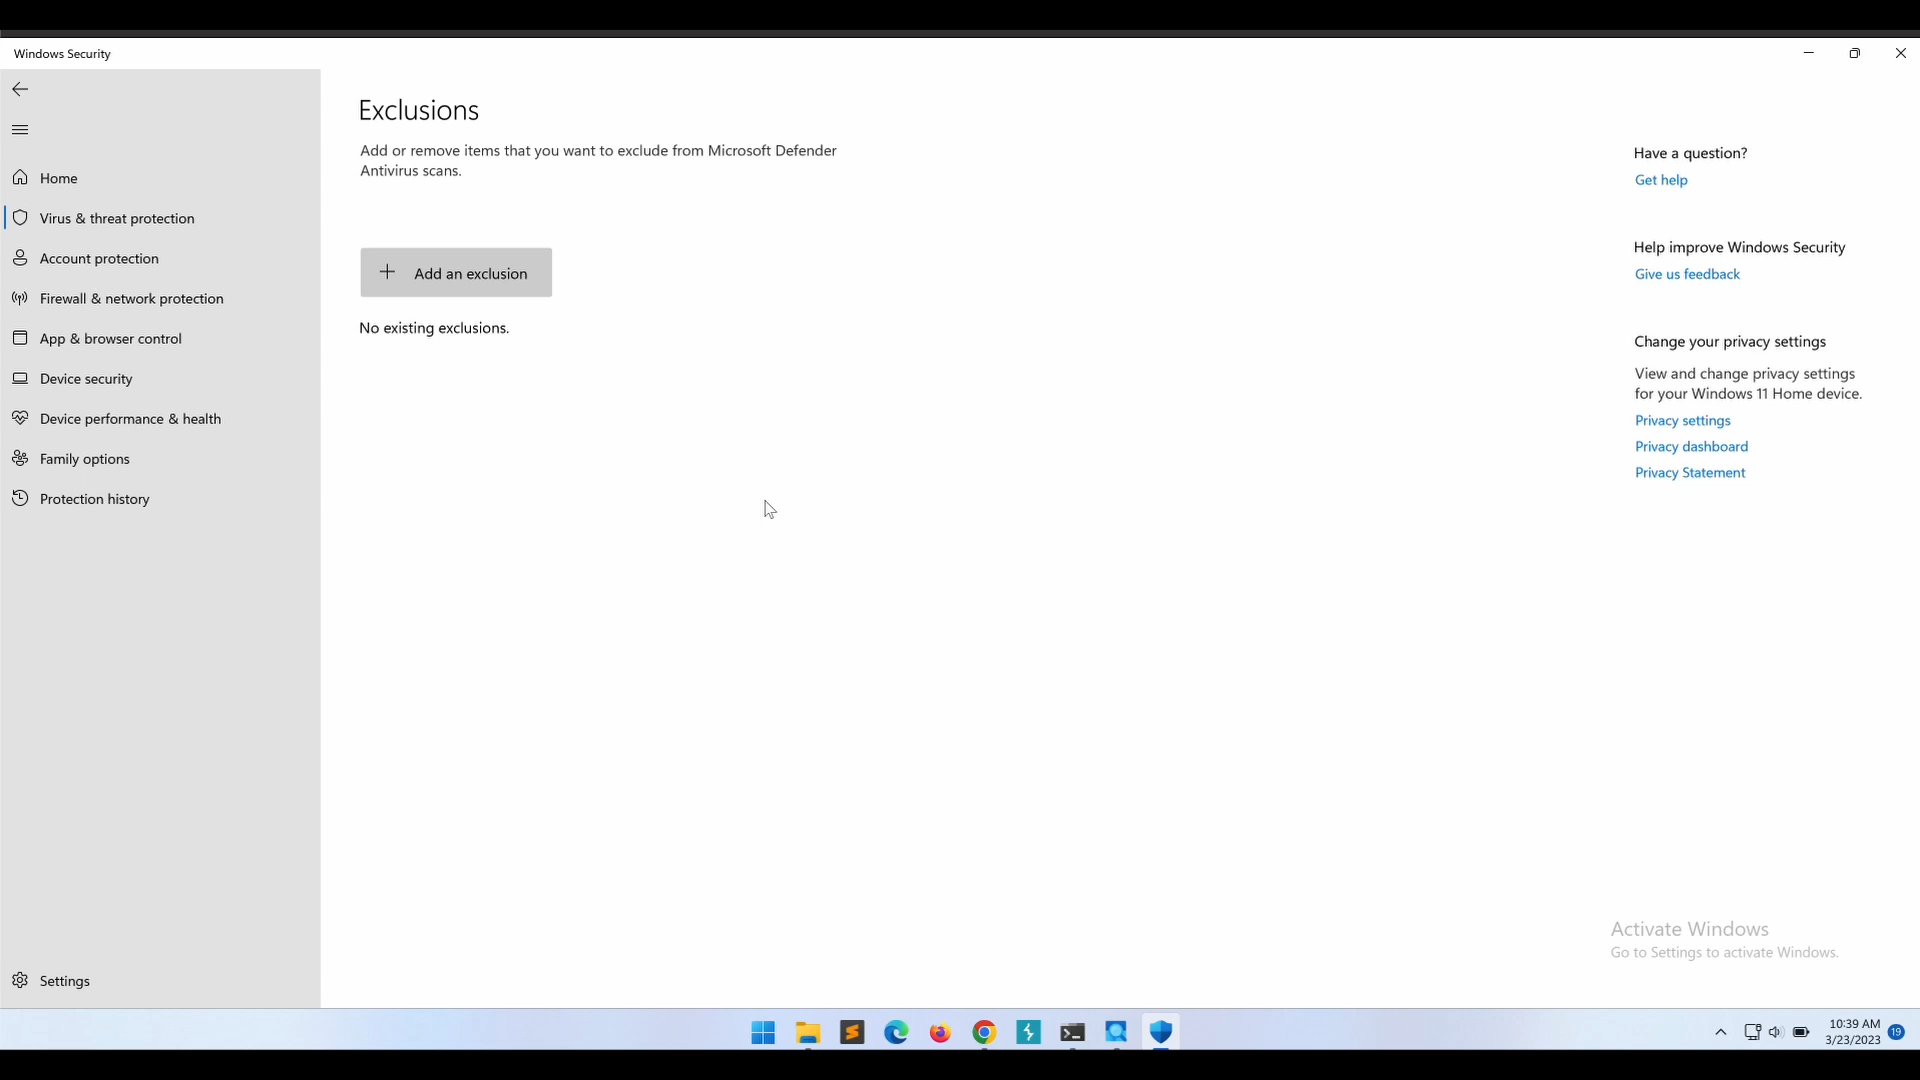 Windows Security
Home
Virus & threat protection
Account protection
Firewall & network protection
App & browser control
Device security
Device performance & health
Family options
Protection history
Settings
Exclusions
Add or remove items that you want to exclude from Microsoft Defender
Antivirus scans.
Add an exclusion
No existing exclusions.
Have a question?
Get help
Help improve Windows Security
Give us feedback
Change your privacy settings
View and change privacy settings
for your Windows 11 Home device.
Privacy settings
Privacy dashboard
Privacy Statement
Activate Windows
Go to Settings to activate Windows.
10:39 AM
3/23/2023
19